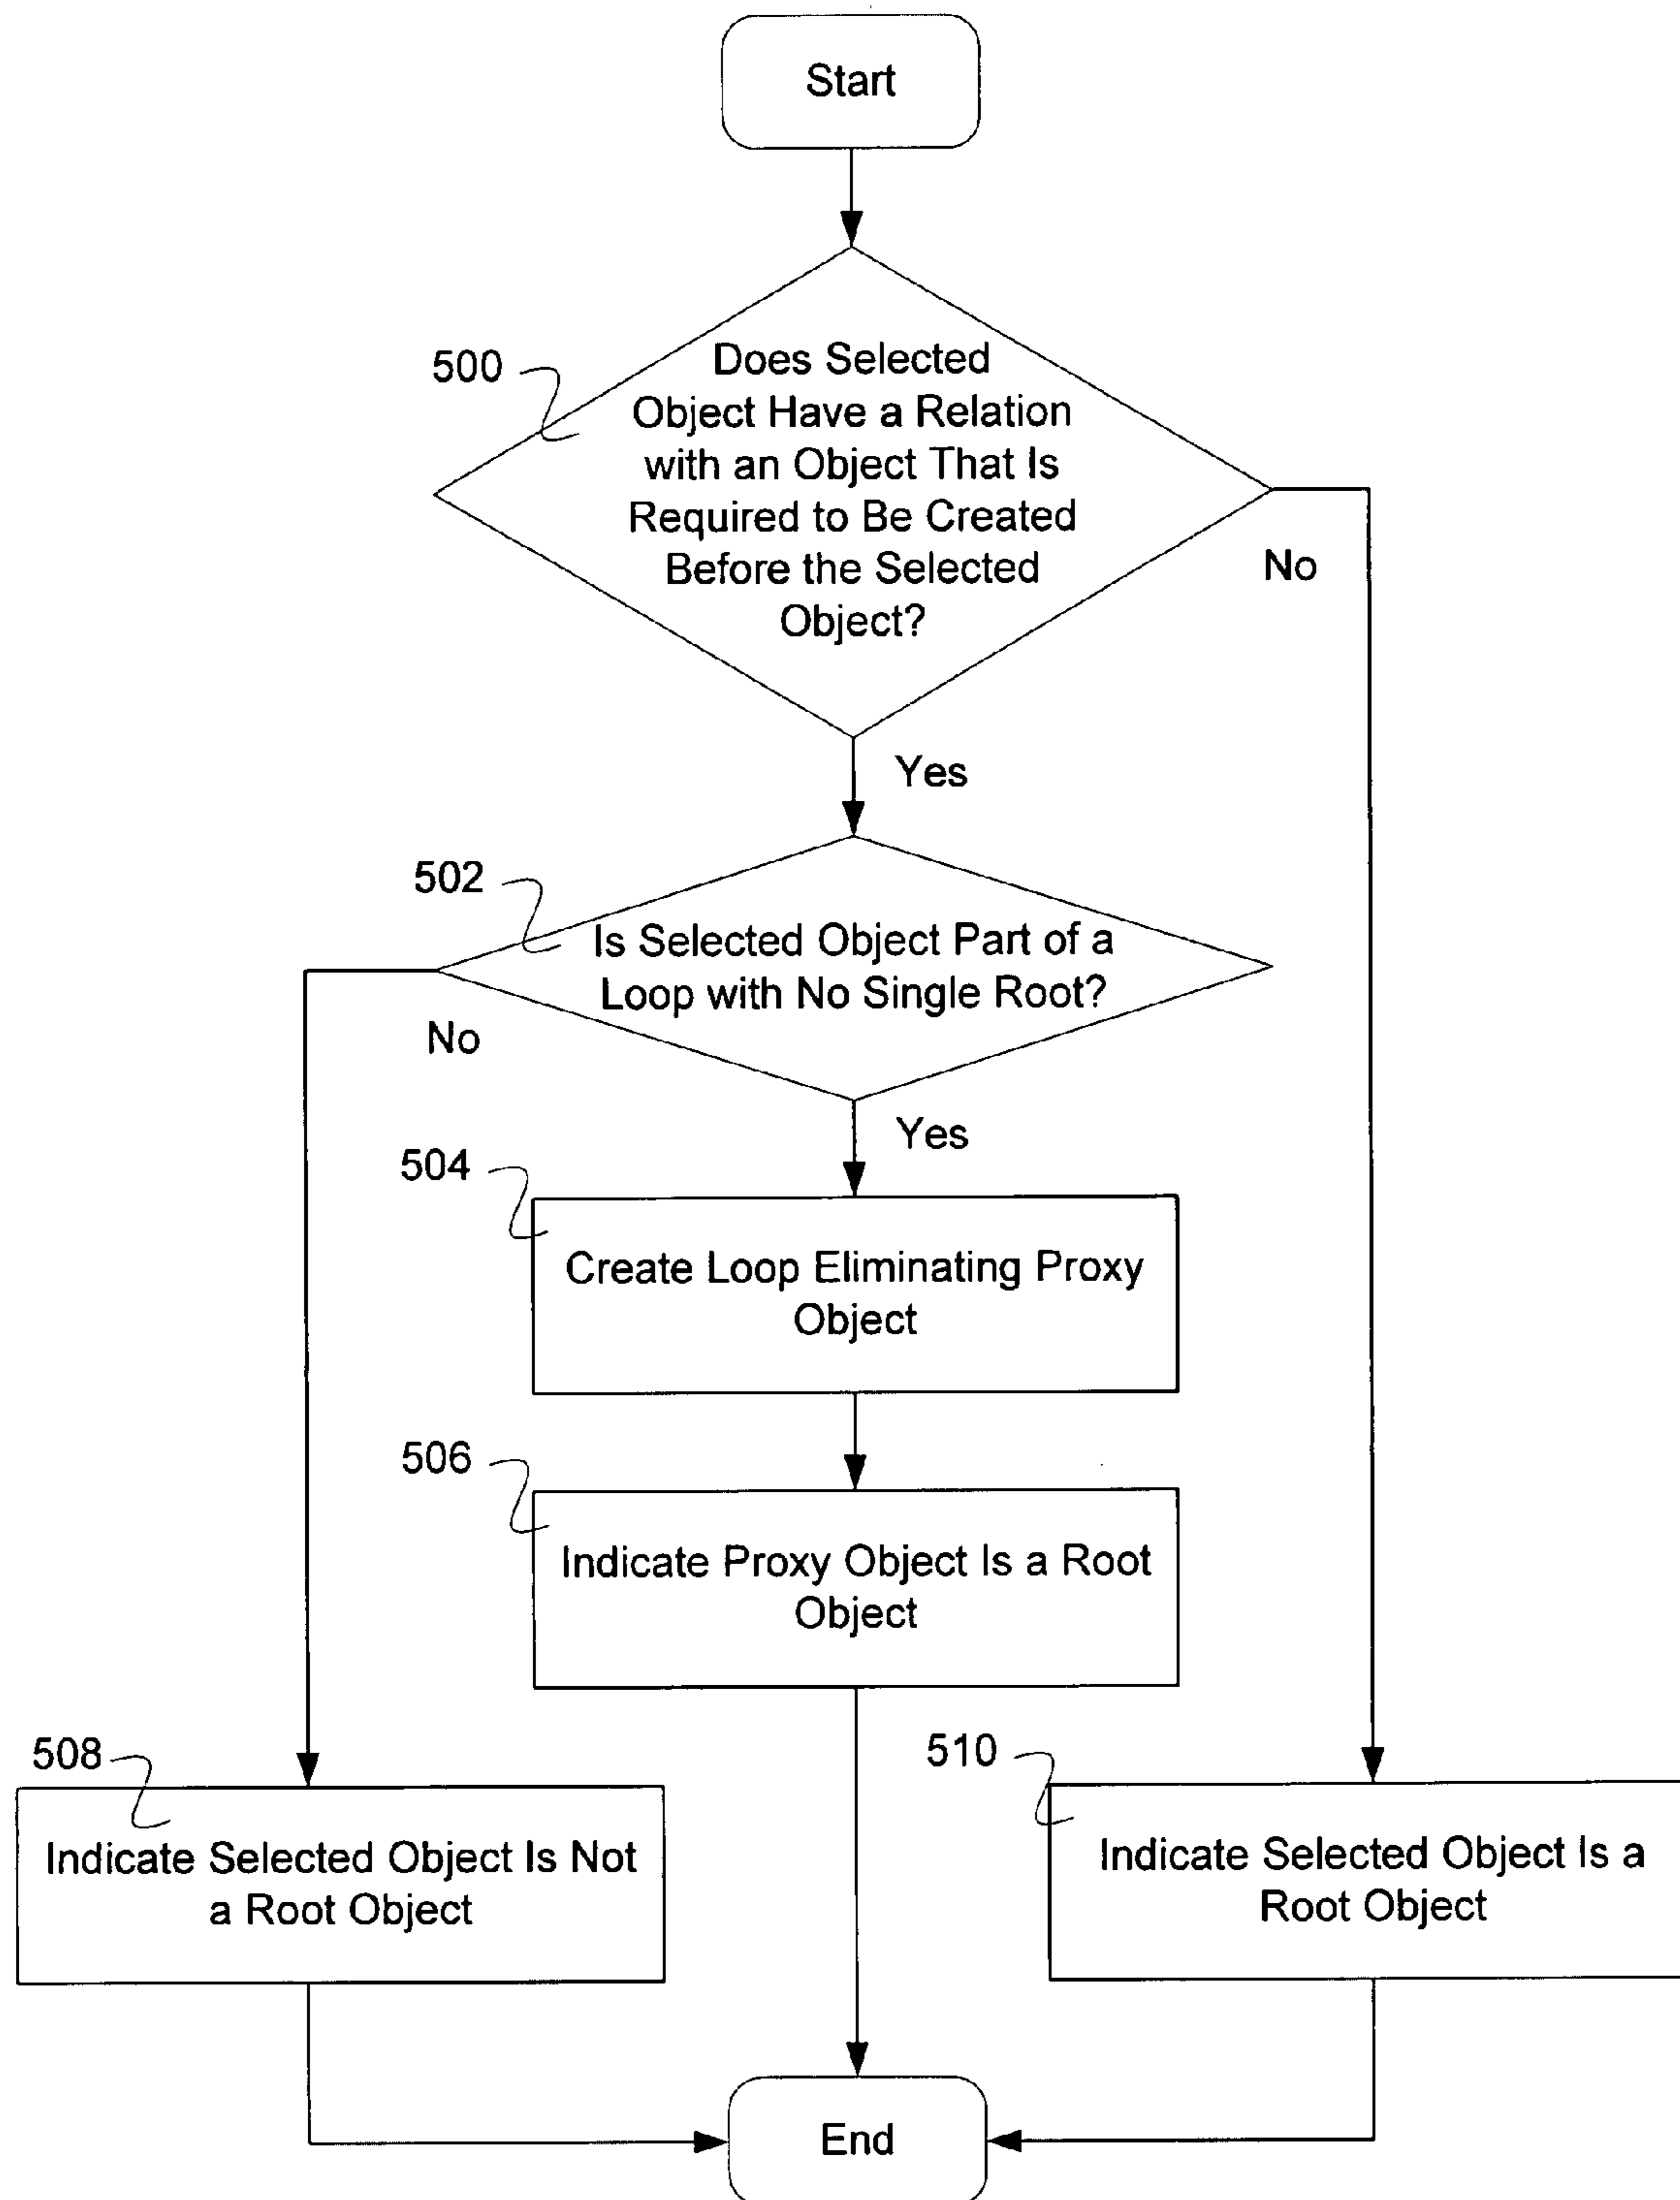 Start
500
Does Selected
Object Have a Relation
with an Object That Is
Required to Be Created
Before the Selected
Object?
No
Yes
502
Is Selected Object Part of a
Loop with No Single Root?
No
Yes
504
Create Loop Eliminating Proxy
Object
506
Indicate Proxy Object Is a Root
Object
508
Indicate Selected Object Is Not
a Root Object
510
Indicate Selected Object Is a
Root Object
End